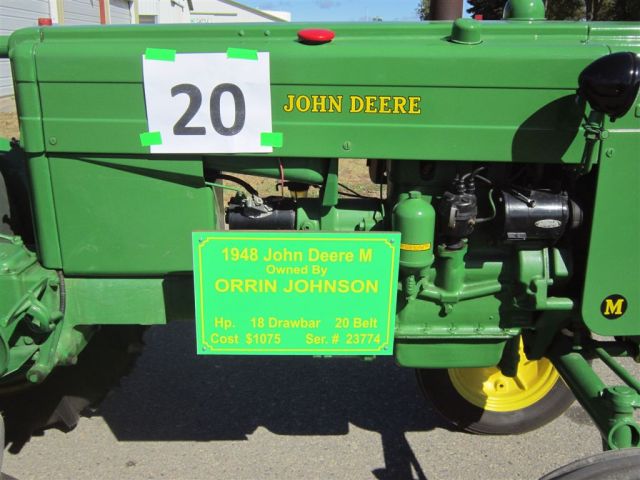 20
JOHN DEERE
1948 John Deere M
Owned By
ORRIN JOHNSON
Hp. 18 Drawbar 20 Belt
Cost $1075 Ser. # 23774
M